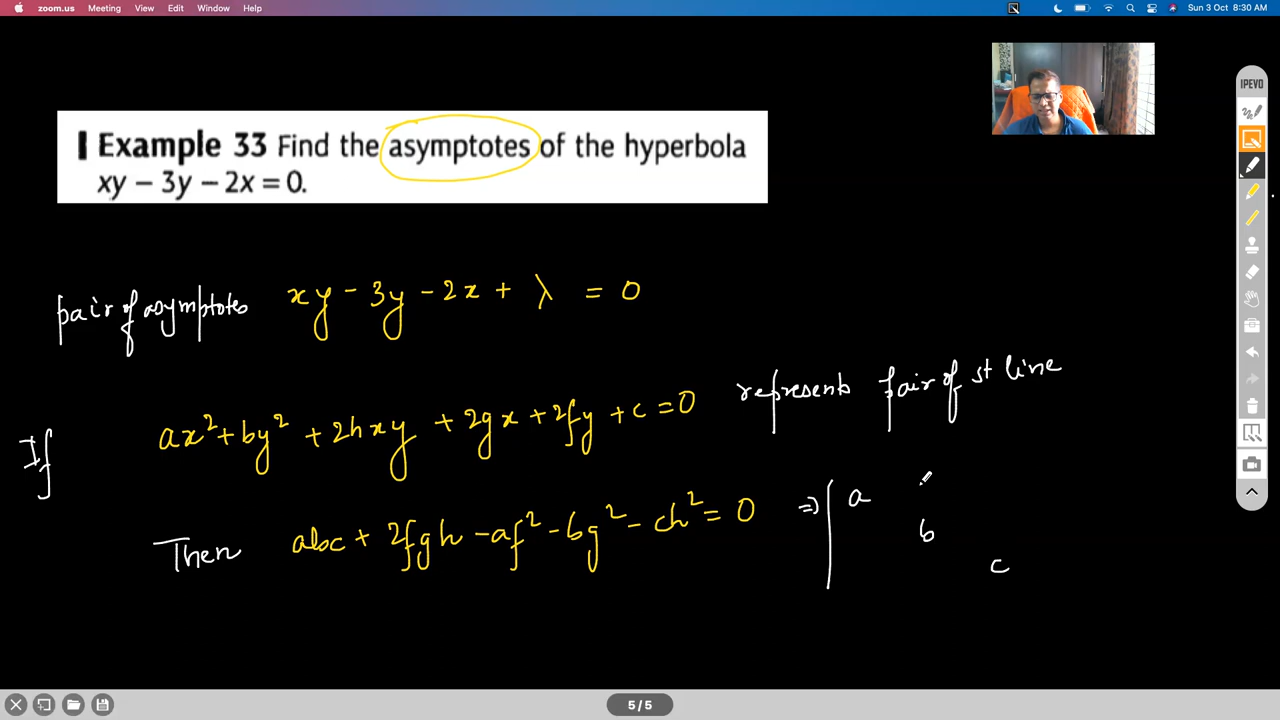 zoom.us Meeting View Edit Window Help Sun 3 Oct 8:30 AM
IPEVO
Example 33 Find the asymptotes of the hyperbola
xy − 3y − 2x = 0.
pair of asymptotes xy − 3y − 2x + λ = 0
If ax² + by² + 2hxy + 2gx + 2fy + c = 0 represents pair of st line
Then abc + 2fgh − af² − bg² − ch² = 0 ⇒ | a
b
c
5/5